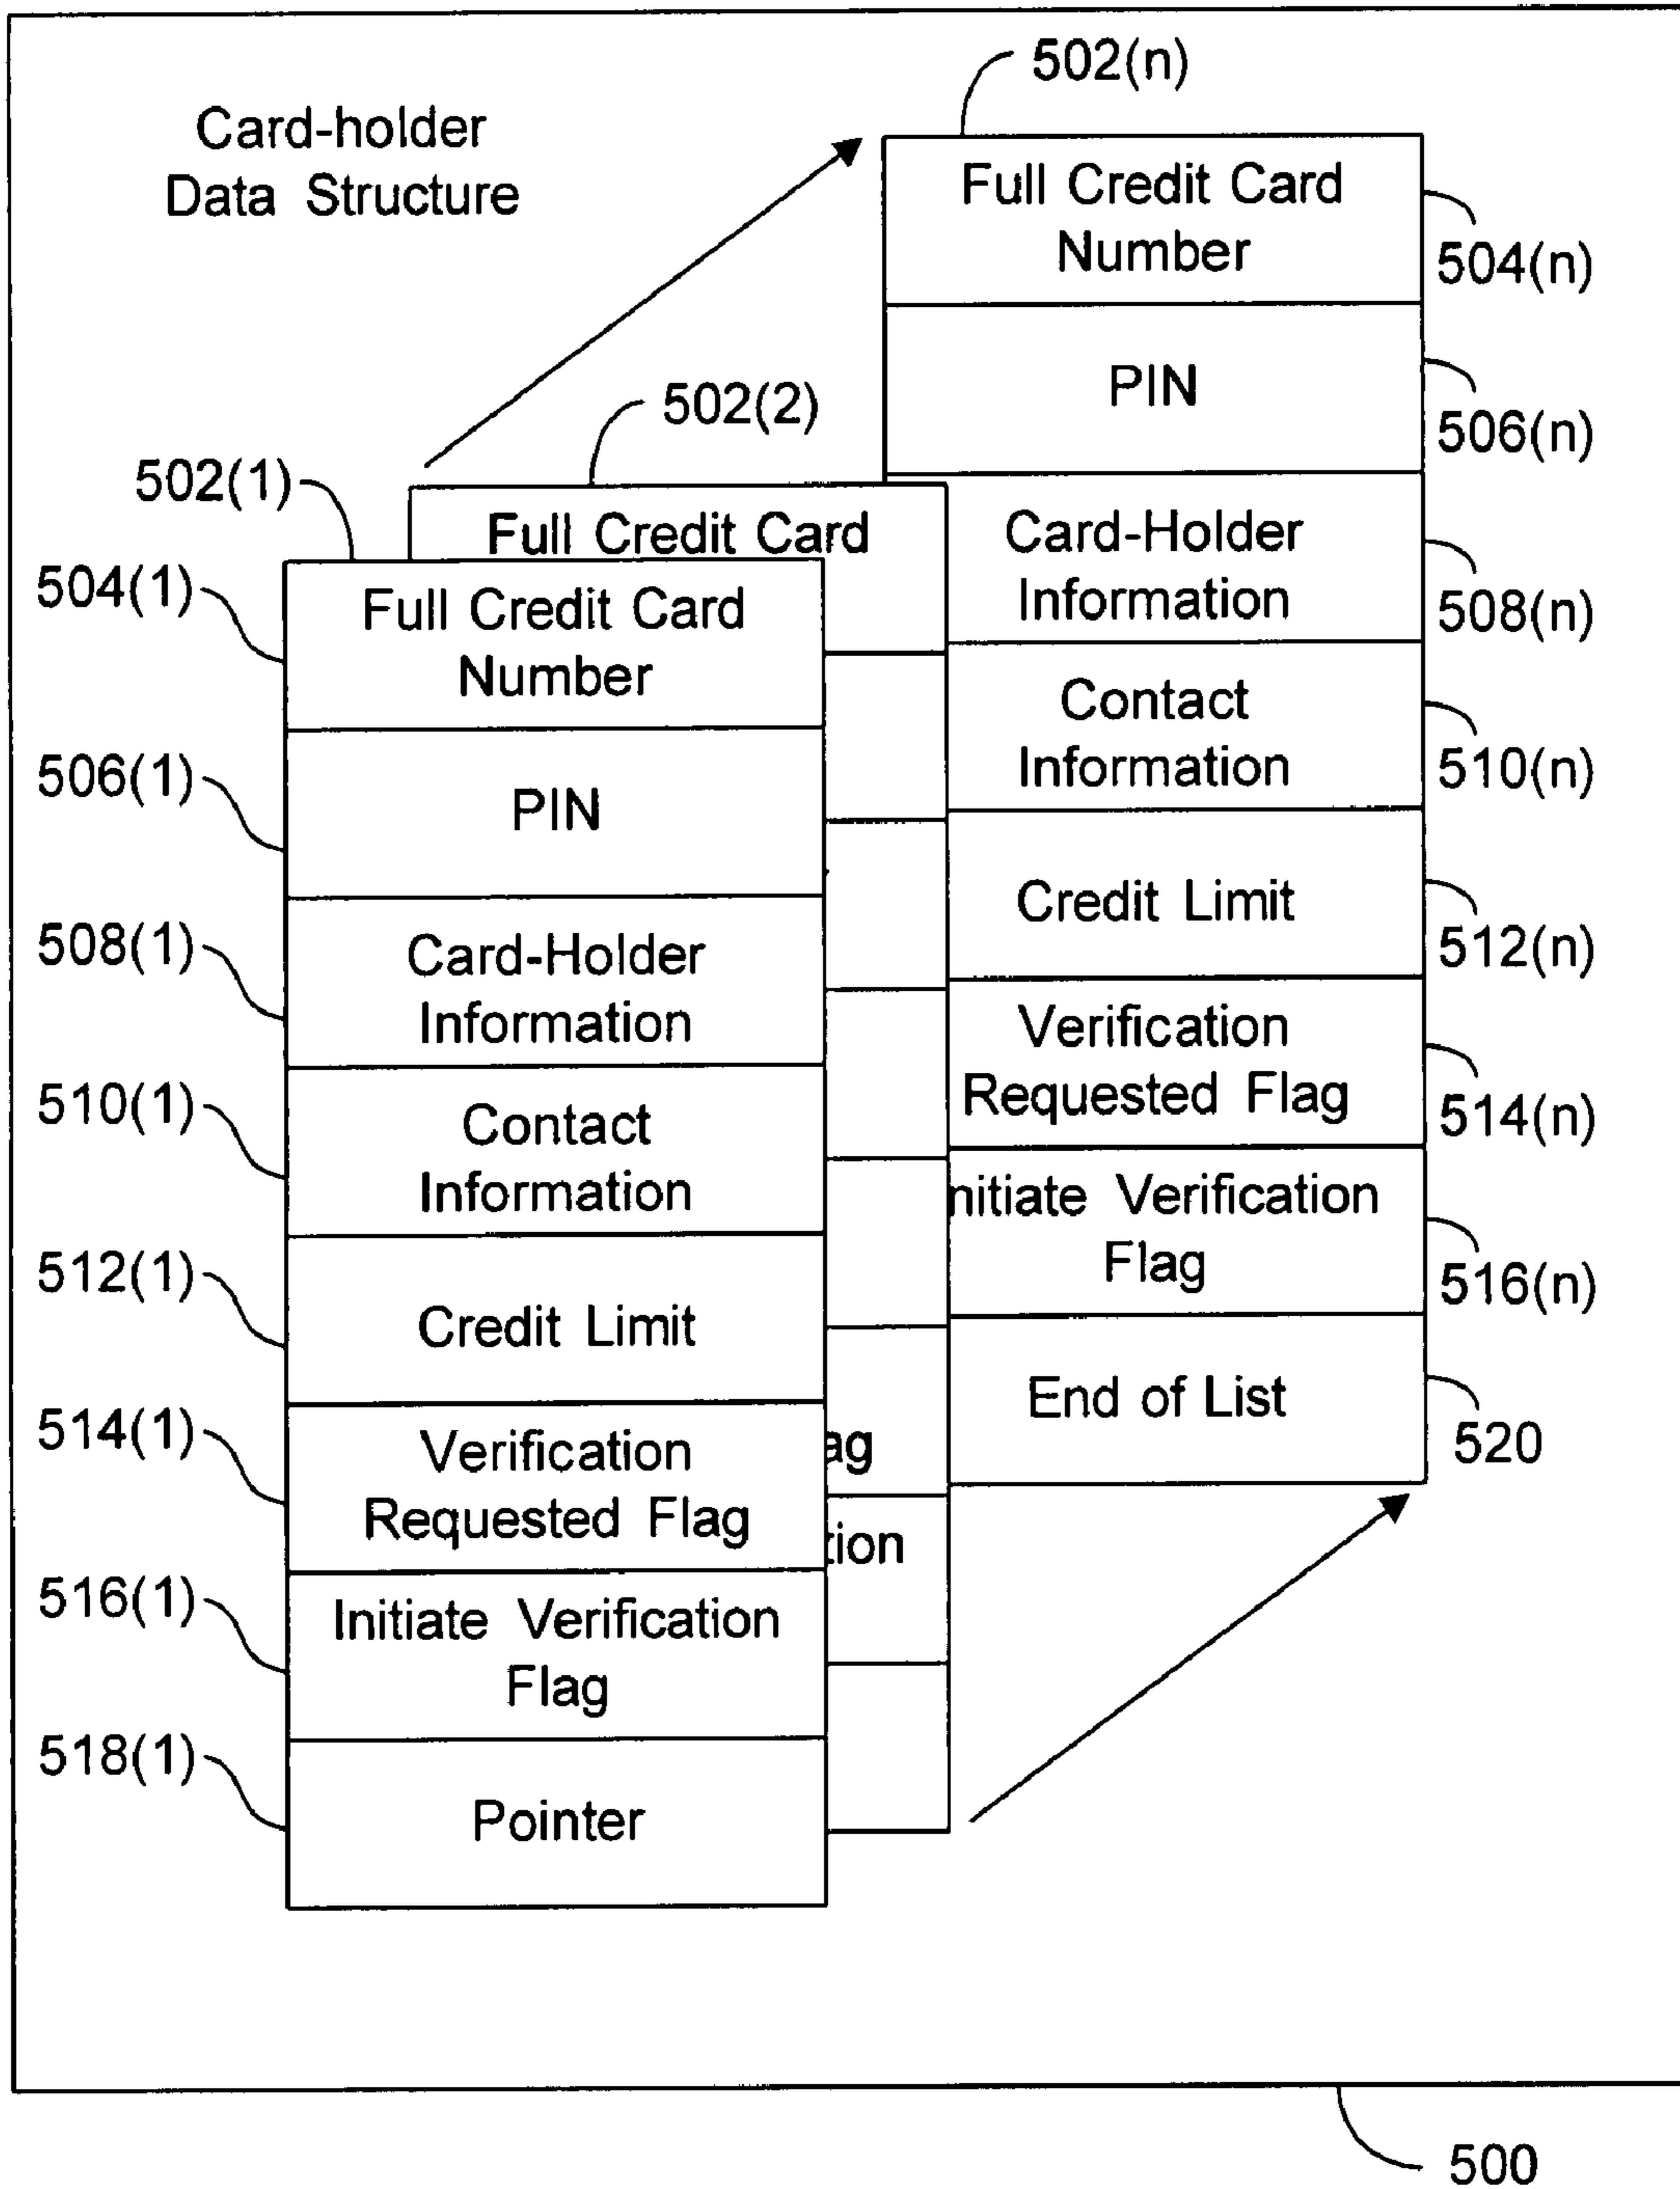 Card-holder
Data Structure
502(n)
Full Credit Card
Number
504(n)
PIN
506(n)
Card-Holder
Information
508(n)
Contact
Information
510(n)
Credit Limit
512(n)
Verification
Requested Flag
514(n)
nitiate Verification
Flag
516(n)
End of List
520
502(2)
Full Credit Card
ag
tion
502(1)
504(1)
Full Credit Card
Number
506(1)
PIN
508(1)
Card-Holder
Information
510(1)
Contact
Information
512(1)
Credit Limit
514(1)
Verification
Requested Flag
516(1)
Initiate Verification
Flag
518(1)
Pointer
500